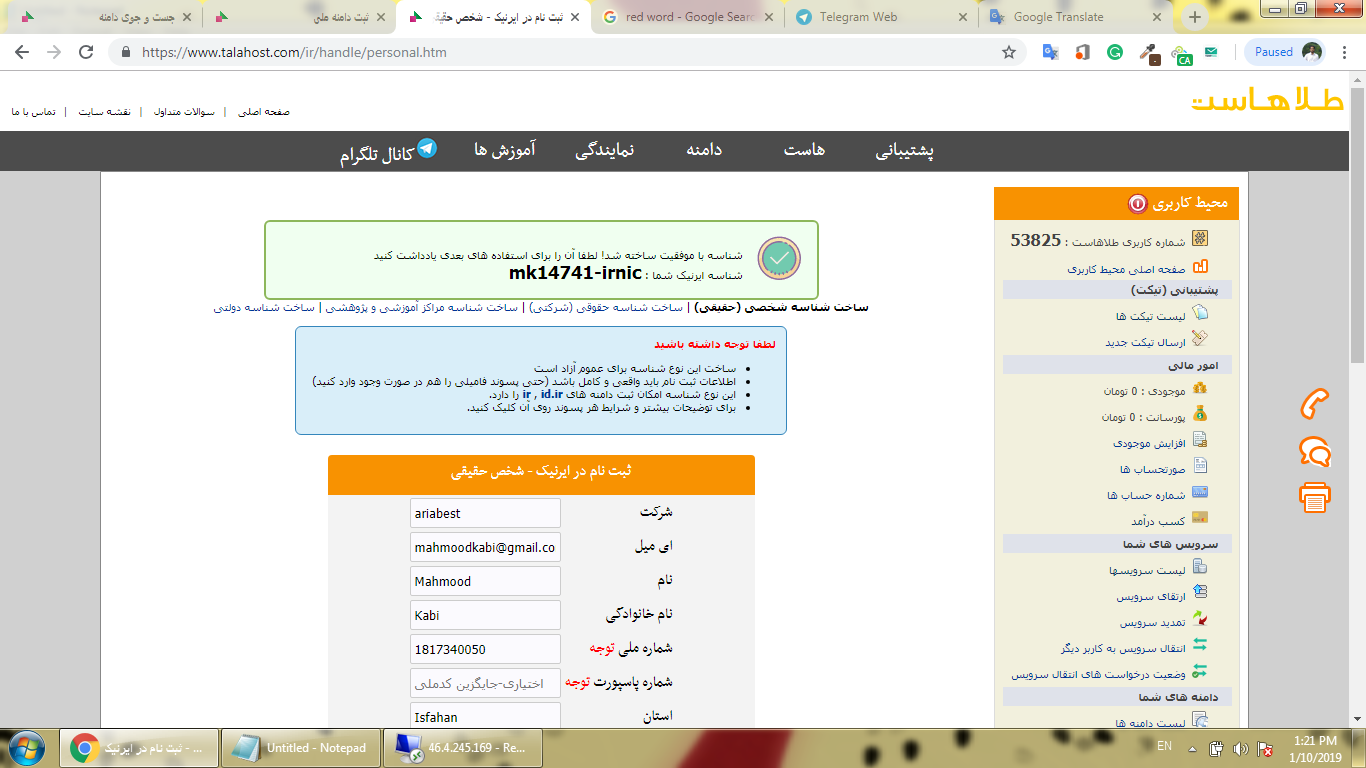 جست و جوی دامنه
ثبت دامنه ملی
ثبت نام در ایرنیک - شخص حقیق
red word - Google Searc
Telegram Web
Google Translate
https://www.talahost.com/ir/handle/personal.htm
CA
Paused
طلاهاست
صفحه اصلی | سوالات متداول | نقشه سایت | تماس با ما
پشتیبانی
هاست
دامنه
نمایندگی
آموزش ها
کانال تلگرام
محیط کاربری
شماره کاربری طلاهاست : 53825
صفحه اصلی محیط کاربری
پشتیبانی (تیکت)
لیست تیکت ها
ارسال تیکت جدید
امور مالی
موجودی : 0 تومان
پورسانت : 0 تومان
افزایش موجودی
صورتحساب ها
شماره حساب ها
کسب درآمد
سرویس های شما
لیست سرویسها
ارتقای سرویس
تمدید سرویس
انتقال سرویس به کاربر دیگر
وضعیت درخواست های انتقال سرویس
دامنه های شما
لیست دامنه ها
شناسه با موفقیت ساخته شد! لطفا آن را برای استفاده های بعدی یادداشت کنید
شناسه ایرنیک شما : mk14741-irnic
ساخت شناسه شخصی (حقیقی) | ساخت شناسه حقوقی (شرکتی) | ساخت شناسه مراکز آموزشی و پژوهشی | ساخت شناسه دولتی
لطفا توجه داشته باشید
ساخت این نوع شناسه برای عموم آزاد است
اطلاعات ثبت نام باید واقعی و کامل باشد (حتی پسوند فامیلی را هم در صورت وجود وارد کنید)
این نوع شناسه امکان ثبت دامنه های ir , id.ir را دارد.
برای توضیحات بیشتر و شرایط هر پسوند روی آن کلیک کنید.
ثبت نام در ایرنیک - شخص حقیقی
شرکت ariabest
ای میل mahmoodkabi@gmail.co
نام Mahmood
نام خانوادگی Kabi
شماره ملی توجه 1817340050
شماره پاسپورت توجه اختیاری-جایگزین کدملی
استان Isfahan
ثبت نام در ایرنیک - ...
Untitled - Notepad
46.4.245.169 - Re...
EN
1:21 PM
1/10/2019